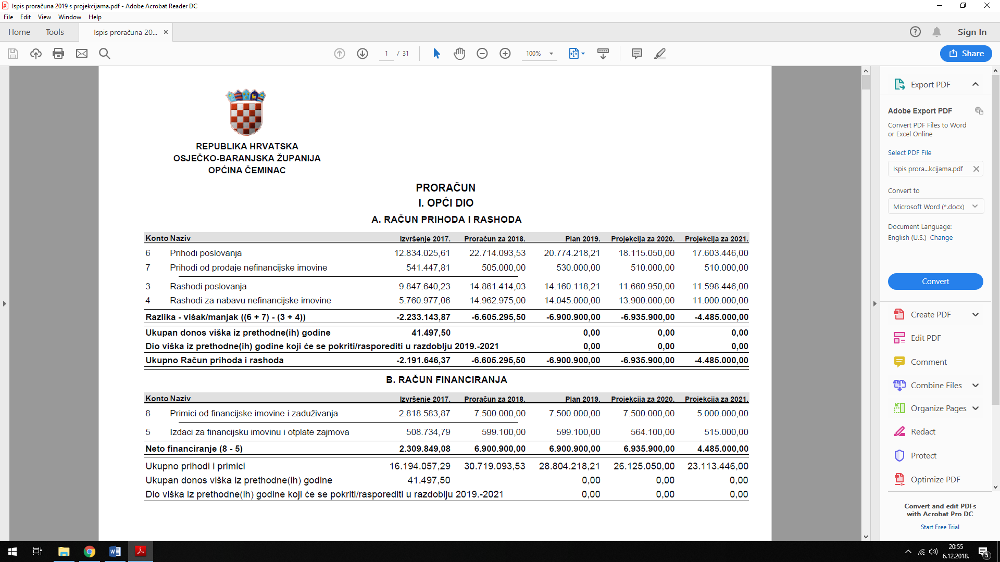 Ispis proračuna 2019 s projekcijama.pdf - Adobe Acrobat Reader DC
File Edit View Window Help
Home Tools Ispis proračuna 20... × Sign In
1 / 31 100% Share
REPUBLIKA HRVATSKA
OSJEČKO-BARANJSKA ŽUPANIJA
OPĆINA ČEMINAC
PRORAČUN
I. OPĆI DIO
A. RAČUN PRIHODA I RASHODA
Konto Naziv Izvršenje 2017. Proračun za 2018. Plan 2019. Projekcija za 2020. Projekcija za 2021.
6 Prihodi poslovanja 12.834.025,61 22.714.093,53 20.774.218,21 18.115.050,00 17.603.446,00
7 Prihodi od prodaje nefinancijske imovine 541.447,81 505.000,00 530.000,00 510.000,00 510.000,00
3 Rashodi poslovanja 9.847.640,23 14.861.414,03 14.160.118,21 11.660.950,00 11.598.446,00
4 Rashodi za nabavu nefinancijske imovine 5.760.977,06 14.962.975,00 14.045.000,00 13.900.000,00 11.000.000,00
Razlika - višak/manjak ((6 + 7) - (3 + 4)) -2.233.143,87 -6.605.295,50 -6.900.900,00 -6.935.900,00 -4.485.000,00
Ukupan donos viška iz prethodne(ih) godine 41.497,50 0,00 0,00 0,00
Dio viška iz prethodne(ih) godine koji će se pokriti/rasporediti u razdoblju 2019.-2021 0,00 0,00 0,00
Ukupno Račun prihoda i rashoda -2.191.646,37 -6.605.295,50 -6.900.900,00 -6.935.900,00 -4.485.000,00
B. RAČUN FINANCIRANJA
Konto Naziv Izvršenje 2017. Proračun za 2018. Plan 2019. Projekcija za 2020. Projekcija za 2021.
8 Primici od financijske imovine i zaduživanja 2.818.583,87 7.500.000,00 7.500.000,00 7.500.000,00 5.000.000,00
5 Izdaci za financijsku imovinu i otplate zajmova 508.734,79 599.100,00 599.100,00 564.100,00 515.000,00
Neto financiranje (8 - 5) 2.309.849,08 6.900.900,00 6.900.900,00 6.935.900,00 4.485.000,00
Ukupno prihodi i primici 16.194.057,29 30.719.093,53 28.804.218,21 26.125.050,00 23.113.446,00
Ukupan donos viška iz prethodne(ih) godine 41.497,50 0,00 0,00 0,00
Dio viška iz prethodne(ih) godine koji će se pokriti/rasporediti u razdoblju 2019.-2021 0,00 0,00 0,00
Export PDF
Adobe Export PDF
Convert PDF Files to Word
or Excel Online
Select PDF File
Ispis prora...kcijama.pdf
Convert to
Microsoft Word (*.docx)
Document Language:
English (U.S.) Change
Convert
Create PDF
Edit PDF
Comment
Combine Files
Organize Pages
Redact
Protect
Optimize PDF
Convert and edit PDFs
with Acrobat Pro DC
Start Free Trial
20:55
6.12.2018.
5